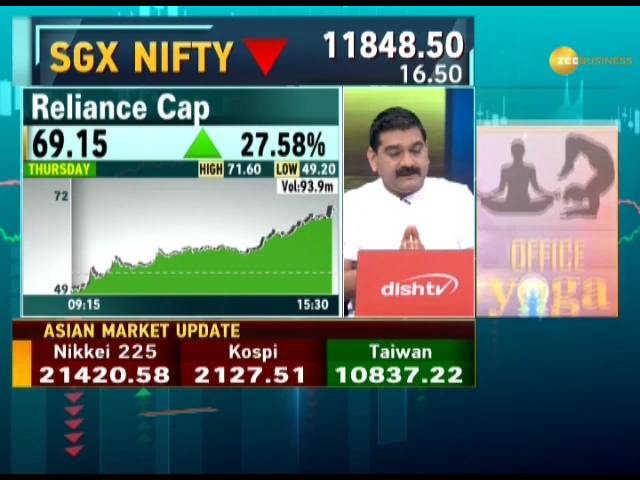 SGX NIFTY 11848.50
16.50
ZEE BUSINESS
Reliance Cap
69.15 27.58%
THURSDAY HIGH 71.60 LOW 49.20
Vol:93.9m
72
49
09:15 15:30
dishtv
OFFICE
yoga
ASIAN MARKET UPDATE
Nikkei 225 Kospi Taiwan
21420.58 2127.51 10837.22